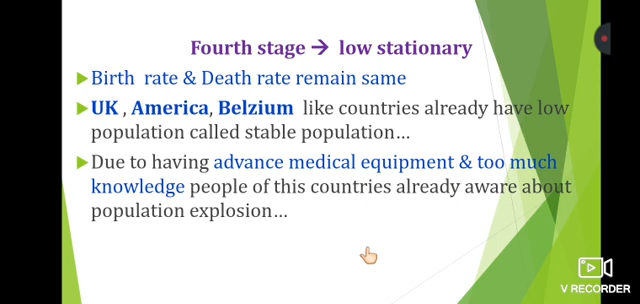 Fourth stage → low stationary
Birth rate & Death rate remain same
UK , America, Belzium like countries already have low
population called stable population...
Due to having advance medical equipment & too much
knowledge people of this countries already aware about
population explosion...
V RECORDER